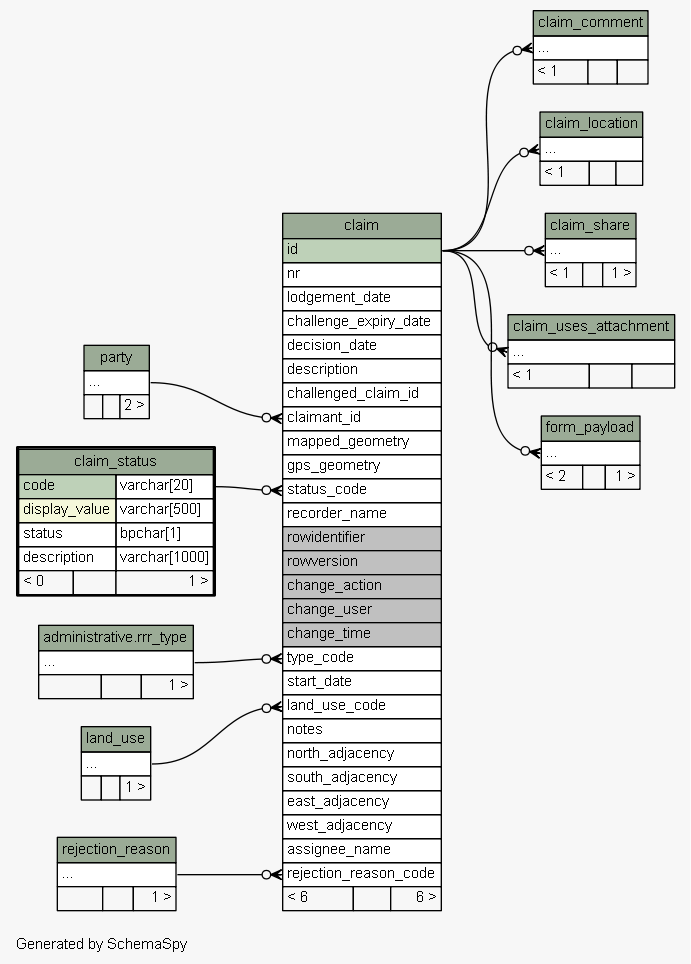 claim_comment
...
< 1
claim_location
...
< 1
claim_share
...
< 1 1 >
claim_uses_attachment
...
< 1
form_payload
...
< 2 1 >
claim
id
nr
lodgement_date
challenge_expiry_date
decision_date
description
challenged_claim_id
claimant_id
mapped_geometry
gps_geometry
status_code
recorder_name
rowidentifier
rowversion
change_action
change_user
change_time
type_code
start_date
land_use_code
notes
north_adjacency
south_adjacency
east_adjacency
west_adjacency
assignee_name
rejection_reason_code
< 6 6 >
party
...
2 >
claim_status
code varchar[20]
display_value varchar[500]
status bpchar[1]
description varchar[1000]
< 0 1 >
administrative.rrr_type
...
1 >
land_use
...
1 >
rejection_reason
...
1 >
Generated by SchemaSpy